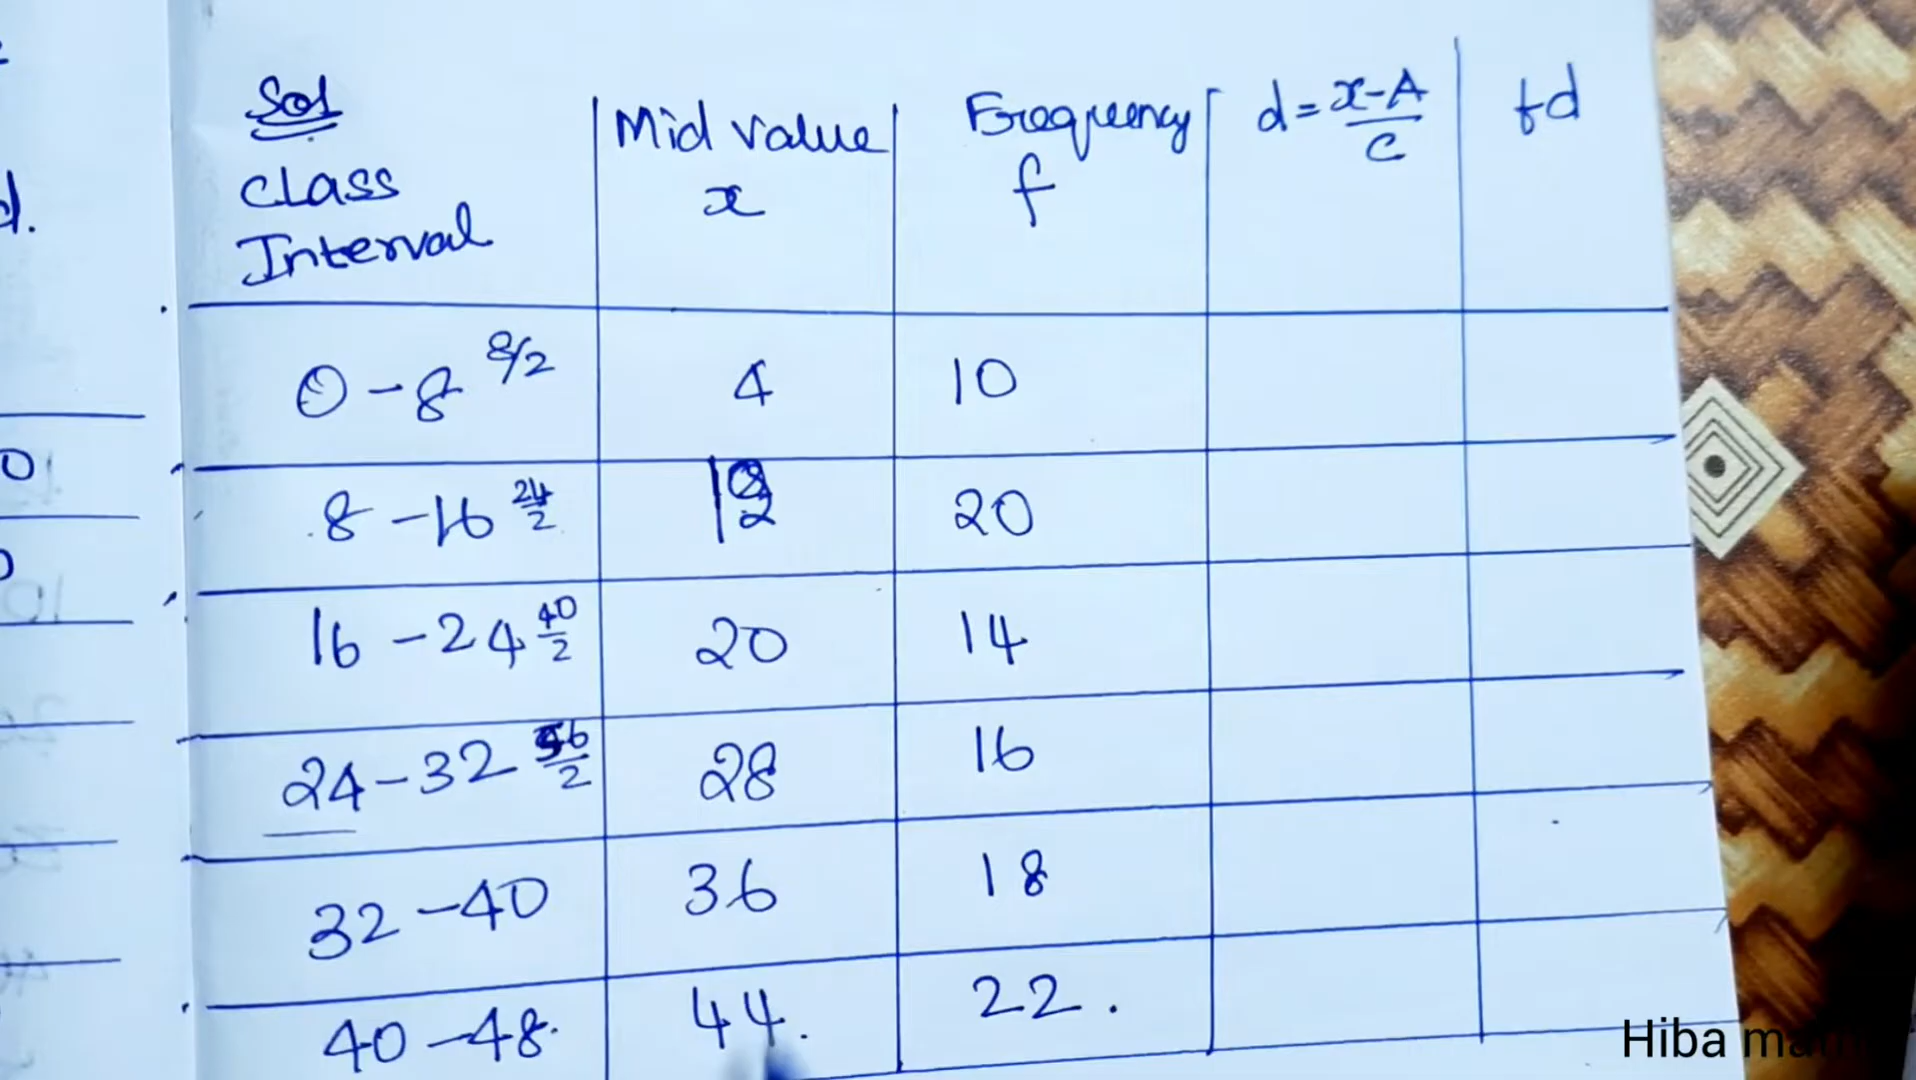 Sol
Class Interval | Mid value x | Frequency f | d = x-A/C | fd
0-8 8/2 | 4 | 10
8-16 24/2 | 12 | 20
16-24 40/2 | 20 | 14
24-32 56/2 | 28 | 16
32-40 | 36 | 18
40-48. | 44. | 22.
d.
Hiba